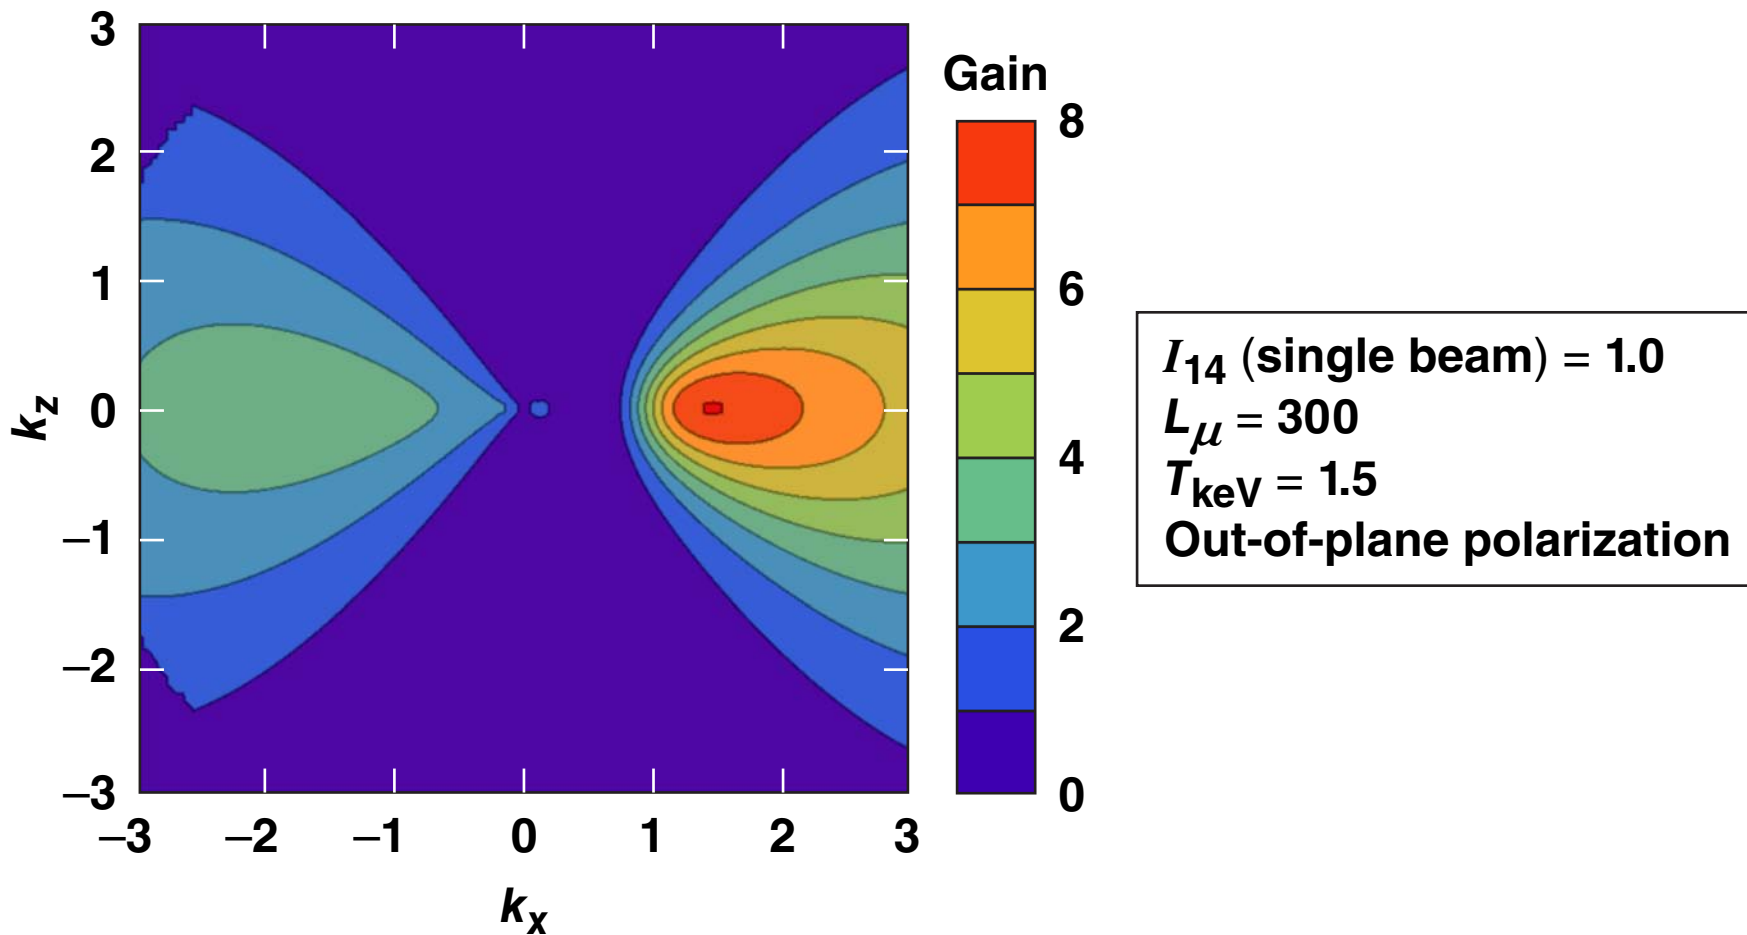 3
2
1
0
−1
−2
−3
k_z
−3 −2 −1 0 1 2 3
k_x
Gain
8
6
4
2
0
I_14 (single beam) = 1.0
L_μ = 300
T_keV = 1.5
Out-of-plane polarization